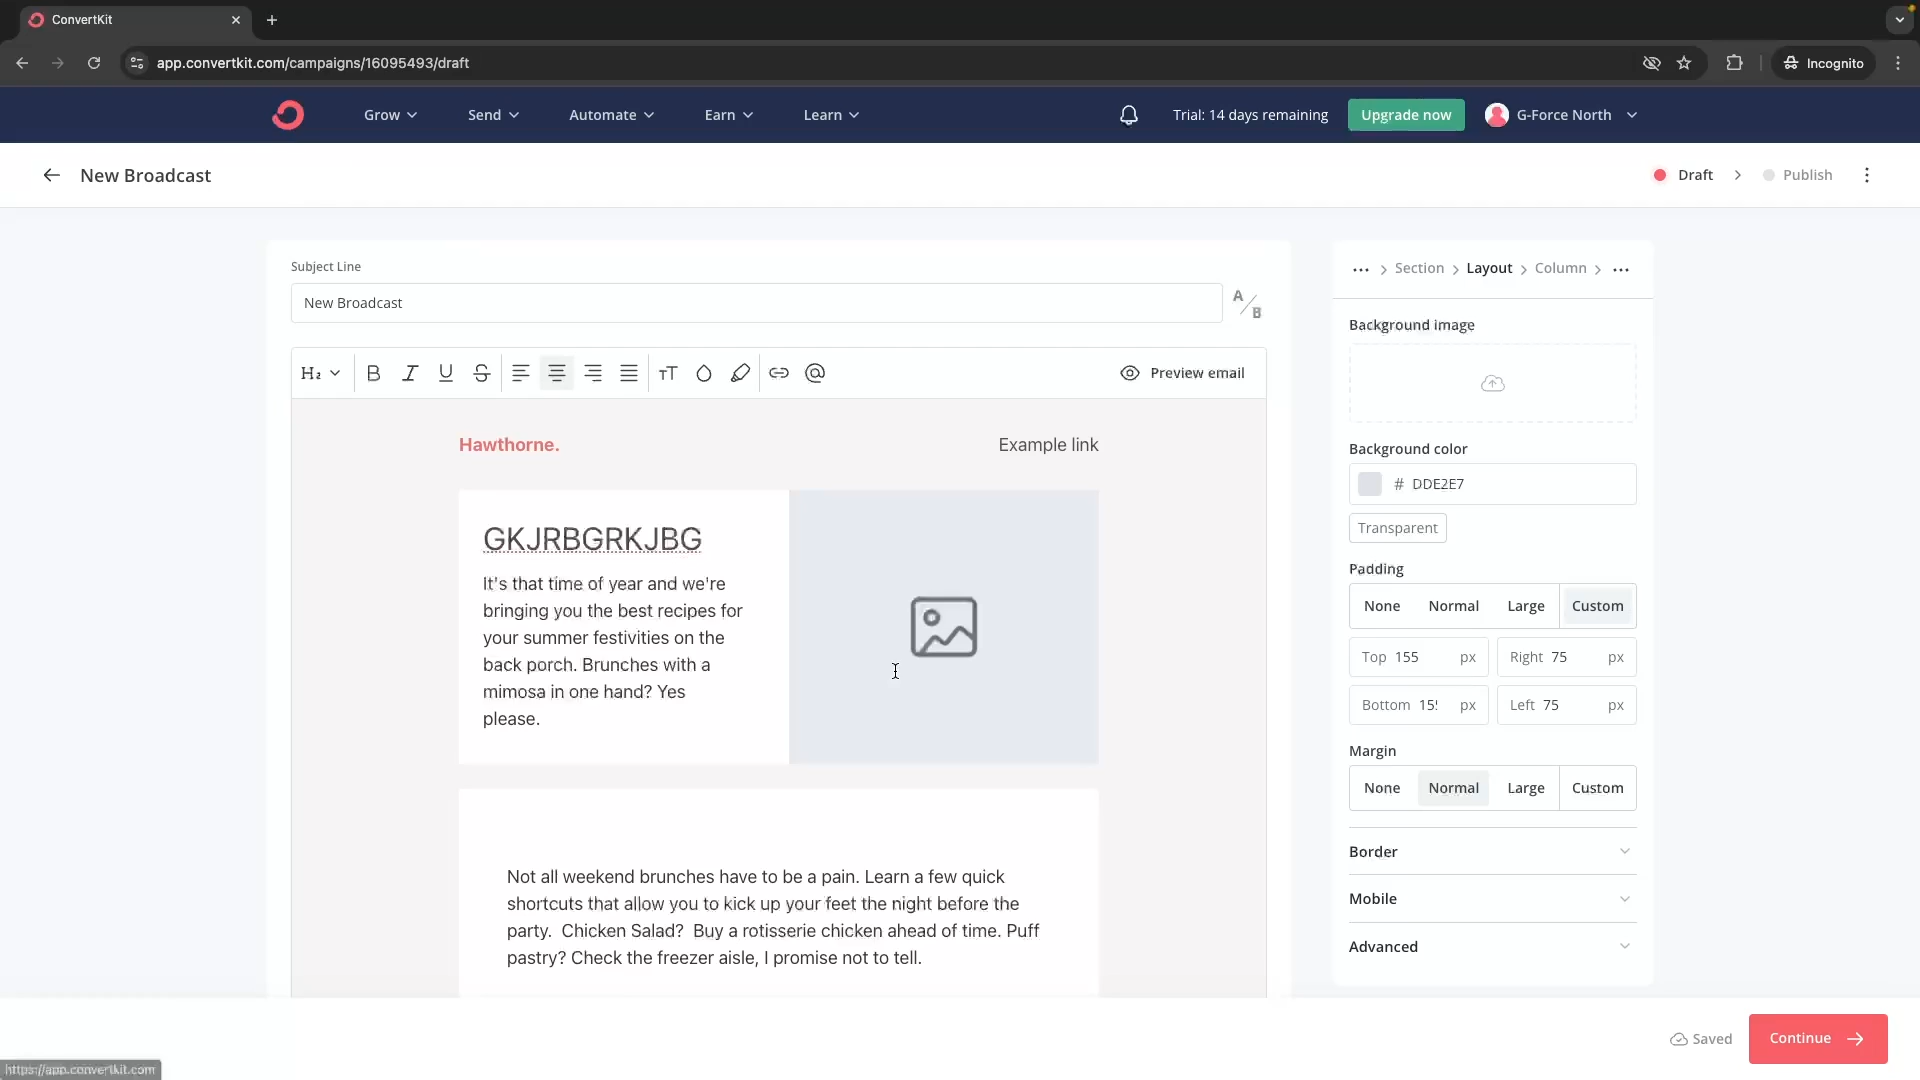 ConvertKit
app.convertkit.com/campaigns/16095493/draft
Incognito
Grow
Send
Automate
Earn
Learn
Trial: 14 days remaining
Upgrade now
G-Force North
New Broadcast
Draft
Publish
Subject Line
New Broadcast
A/B
H₂
B I U S
TT
@
Preview email
Hawthorne.
Example link
GKJRBGRKJBG
It's that time of year and we're
bringing you the best recipes for
your summer festivities on the
back porch. Brunches with a
mimosa in one hand? Yes
please.
Not all weekend brunches have to be a pain. Learn a few quick
shortcuts that allow you to kick up your feet the night before the
party.  Chicken Salad?  Buy a rotisserie chicken ahead of time. Puff
pastry? Check the freezer aisle, I promise not to tell.
... > Section > Layout > Column > ...
Background image
Background color
# DDE2E7
Transparent
Padding
None Normal Large Custom
Top 155 px Right 75 px
Bottom 15 px Left 75 px
Margin
None Normal Large Custom
Border
Mobile
Advanced
Saved
Continue
https://app.convertkit.com